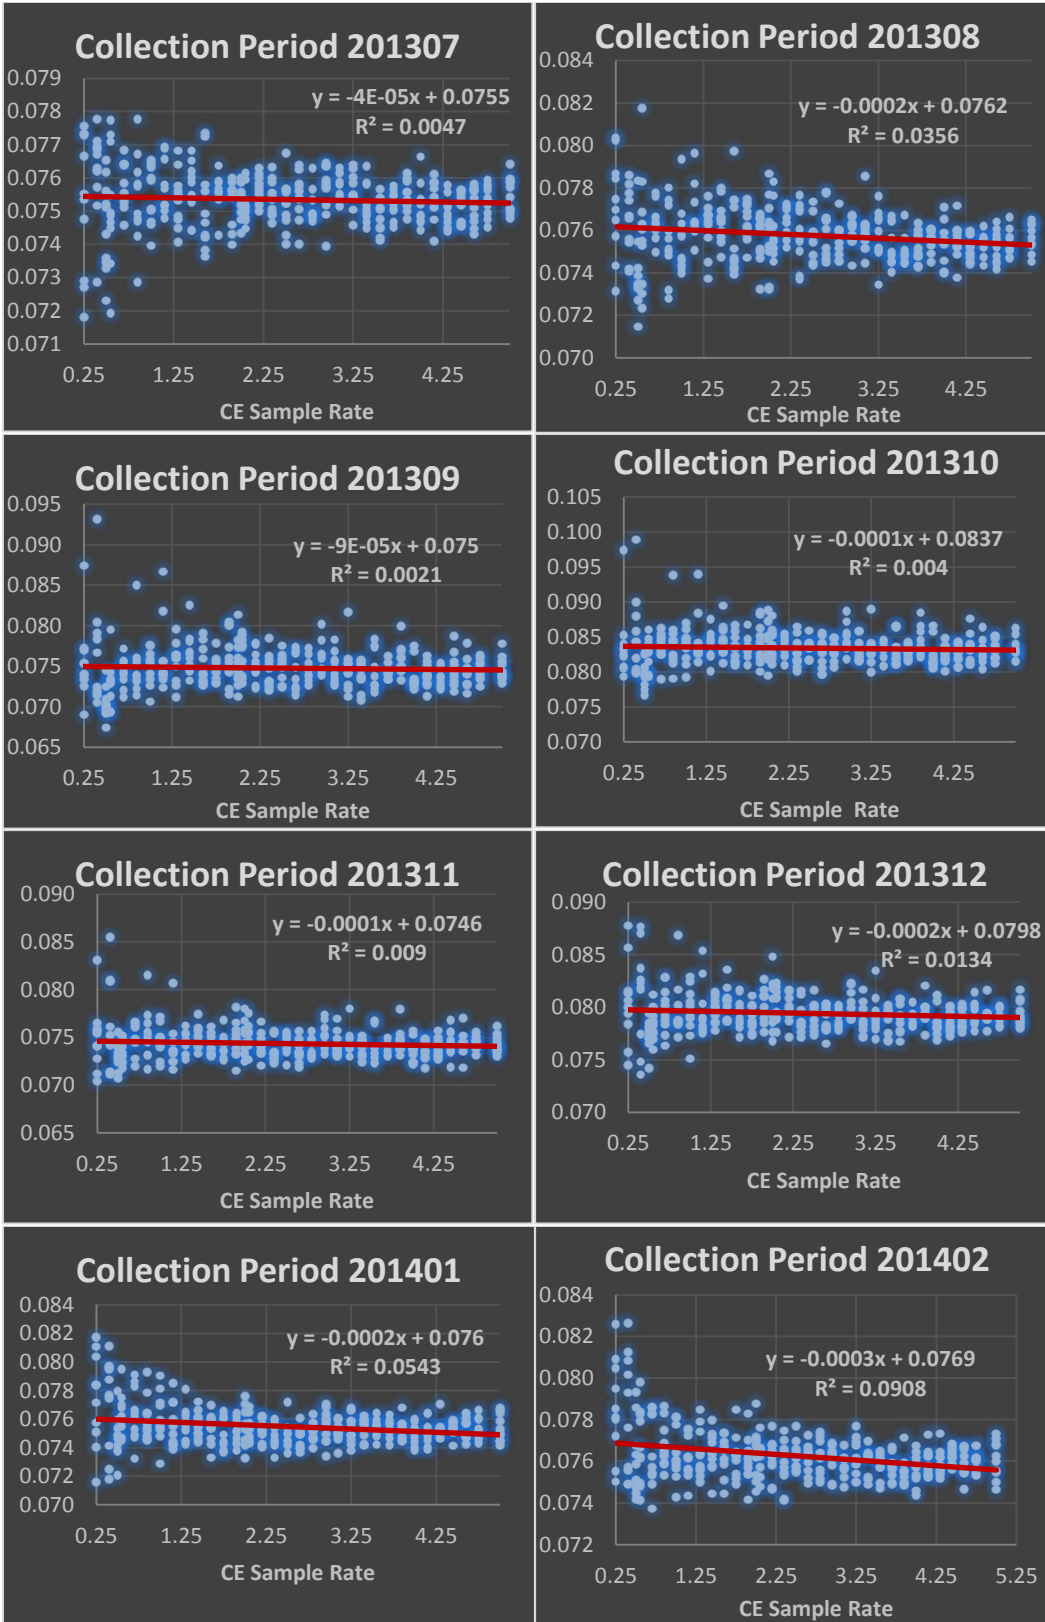 Collection Period 201307
y = -4E-05x + 0.0755
R² = 0.0047
0.079
0.078
0.077
0.076
0.075
0.074
0.073
0.072
0.071
0.25 1.25 2.25 3.25 4.25
CE Sample Rate
Collection Period 201308
y = -0.0002x + 0.0762
R² = 0.0356
0.084
0.082
0.080
0.078
0.076
0.074
0.072
0.070
0.25 1.25 2.25 3.25 4.25
CE Sample Rate
Collection Period 201309
y = -9E-05x + 0.075
R² = 0.0021
0.095
0.090
0.085
0.080
0.075
0.070
0.065
0.25 1.25 2.25 3.25 4.25
CE Sample Rate
Collection Period 201310
y = -0.0001x + 0.0837
R² = 0.004
0.105
0.100
0.095
0.090
0.085
0.080
0.075
0.070
0.25 1.25 2.25 3.25 4.25
CE Sample Rate
Collection Period 201311
y = -0.0001x + 0.0746
R² = 0.009
0.090
0.085
0.080
0.075
0.070
0.065
0.25 1.25 2.25 3.25 4.25
CE Sample Rate
Collection Period 201312
y = -0.0002x + 0.0798
R² = 0.0134
0.090
0.085
0.080
0.075
0.070
0.25 1.25 2.25 3.25 4.25
CE Sample Rate
Collection Period 201401
y = -0.0002x + 0.076
R² = 0.0543
0.084
0.082
0.080
0.078
0.076
0.074
0.072
0.070
0.25 1.25 2.25 3.25 4.25
CE Sample Rate
Collection Period 201402
y = -0.0003x + 0.0769
R² = 0.0908
0.084
0.082
0.080
0.078
0.076
0.074
0.072
0.25 1.25 2.25 3.25 4.25 5.25
CE Sample Rate